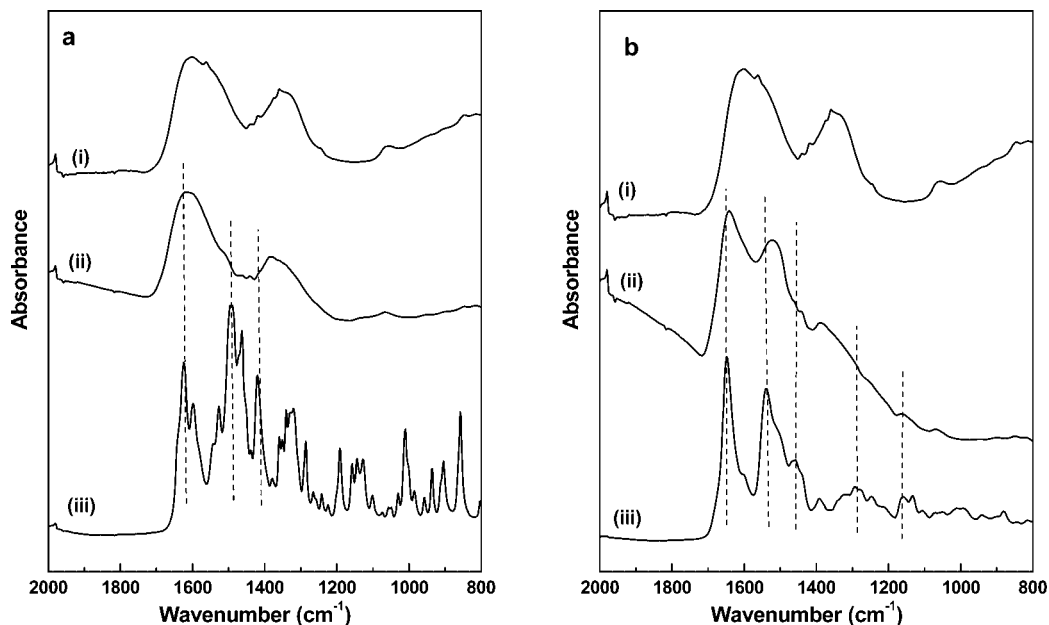 a
(i)
(ii)
(iii)
Absorbance
2000 1800 1600 1400 1200 1000 800
Wavenumber (cm⁻¹)
b
(i)
(ii)
(iii)
Absorbance
2000 1800 1600 1400 1200 1000 800
Wavenumber (cm⁻¹)